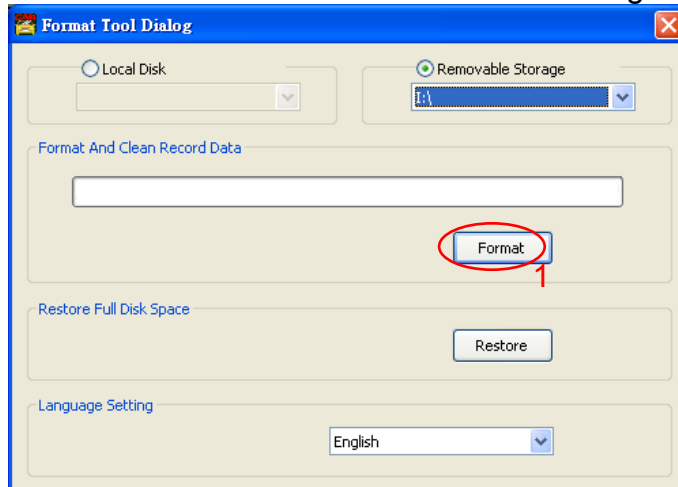 Format Tool Dialog
Local Disk
Removable Storage
I:\
Format And Clean Record Data
Format
1
Restore Full Disk Space
Restore
Language Setting
English